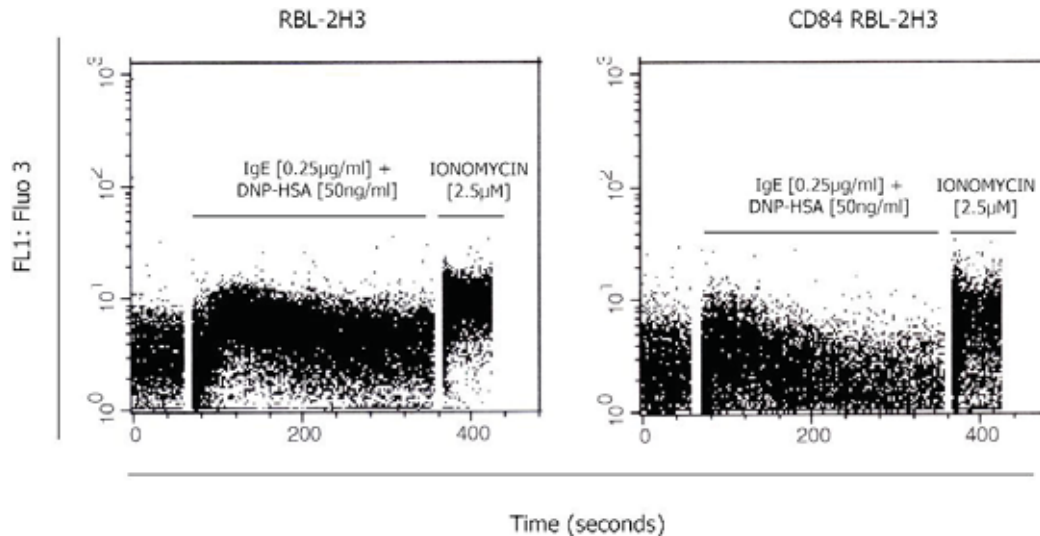 RBL-2H3
CD84 RBL-2H3
FL1: Fluo 3
10³
10²
10¹
10⁰
IgE [0.25µg/ml] +
DNP-HSA [50ng/ml]
IONOMYCIN
[2.5µM]
0
200
400
10³
10²
10¹
10⁰
IgE [0.25µg/ml] +
DNP-HSA [50ng/ml]
IONOMYCIN
[2.5µM]
0
200
400
Time (seconds)